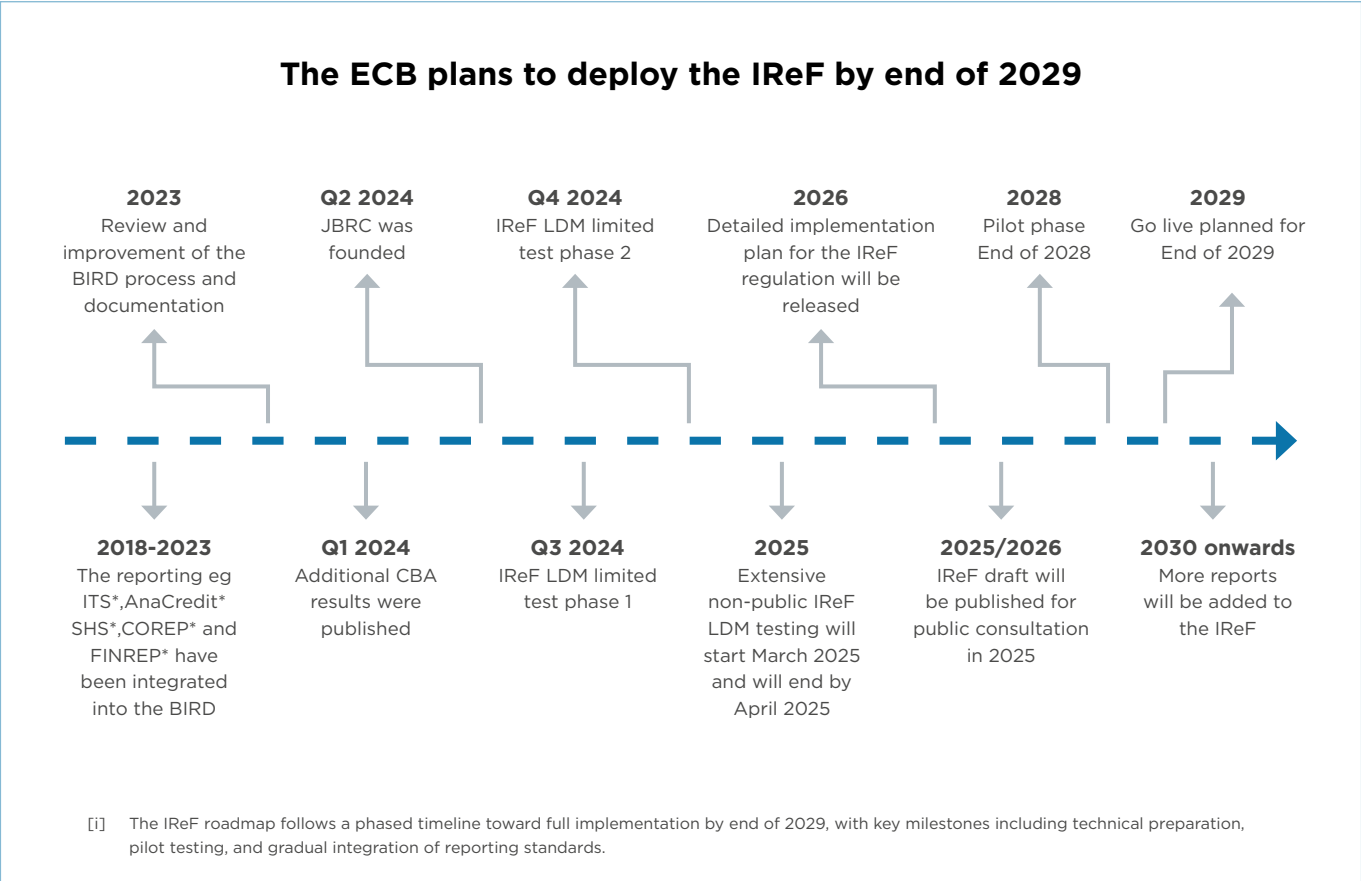 The ECB plans to deploy the IReF by end of 2029
2023
Review and
improvement of the
BIRD process and
documentation
Q2 2024
JBRC was
founded
Q4 2024
IReF LDM limited
test phase 2
2026
Detailed implementation
plan for the IReF
regulation will be
released
2028
Pilot phase
End of 2028
2029
Go live planned for
End of 2029
2018-2023
The reporting eg
ITS*,AnaCredit*
SHS*,COREP* and
FINREP* have
been integrated
into the BIRD
Q1 2024
Additional CBA
results were
published
Q3 2024
IReF LDM limited
test phase 1
2025
Extensive
non-public IReF
LDM testing will
start March 2025
and will end by
April 2025
2025/2026
IReF draft will
be published for
public consultation
in 2025
2030 onwards
More reports
will be added to
the IReF
[i] The IReF roadmap follows a phased timeline toward full implementation by end of 2029, with key milestones including technical preparation,
pilot testing, and gradual integration of reporting standards.